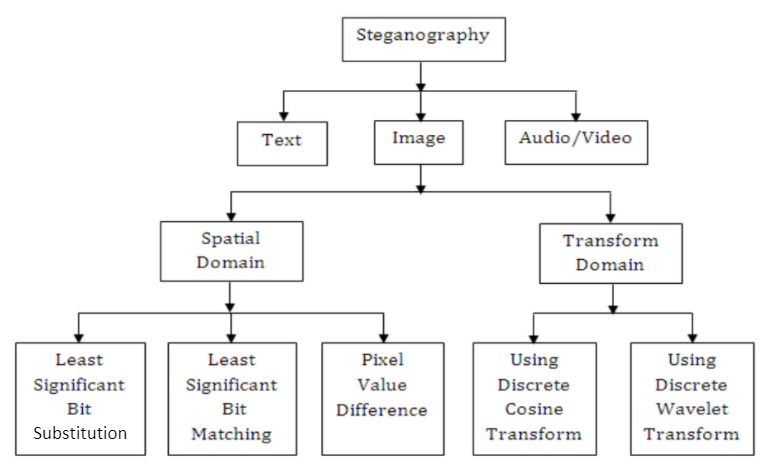 Steganography
Text
Image
Audio/Video
Spatial
Domain
Transform
Domain
Least
Significant
Bit
Substitution
Least
Significant
Bit
Matching
Pixel
Value
Difference
Using
Discrete
Cosine
Transform
Using
Discrete
Wavelet
Transform